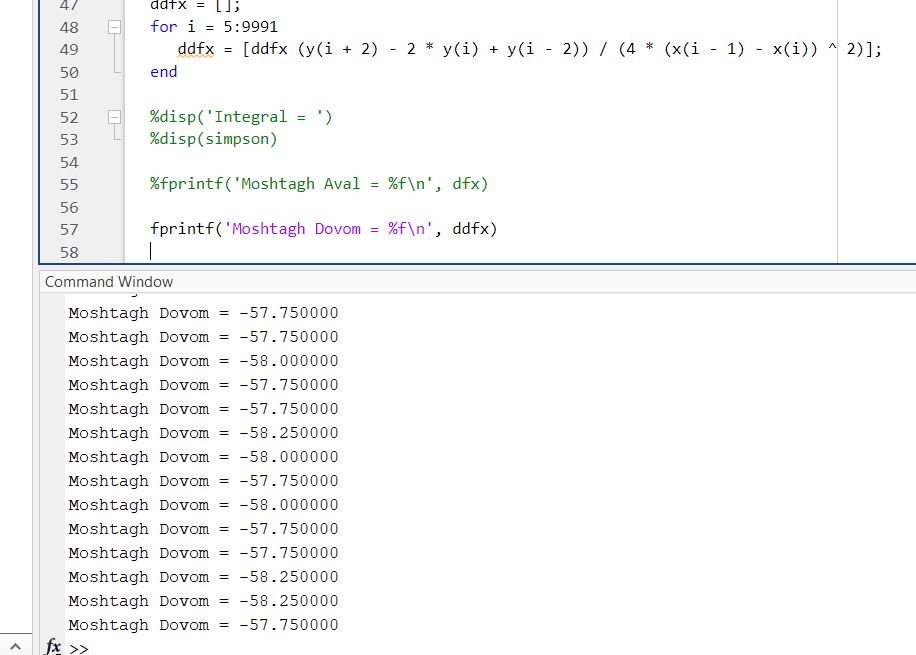 47 ddfx = [];
48 for i = 5:9991
49 ddfx = [ddfx (y(i + 2) - 2 * y(i) + y(i - 2)) / (4 * (x(i - 1) - x(i)) ^ 2)];
50 end
51
52 %disp('Integral = ')
53 %disp(simpson)
54
55 %fprintf('Moshtagh Aval = %f\n', dfx)
56
57 fprintf('Moshtagh Dovom = %f\n', ddfx)
58
Command Window
Moshtagh Dovom = -57.750000
Moshtagh Dovom = -57.750000
Moshtagh Dovom = -58.000000
Moshtagh Dovom = -57.750000
Moshtagh Dovom = -57.750000
Moshtagh Dovom = -58.250000
Moshtagh Dovom = -58.000000
Moshtagh Dovom = -57.750000
Moshtagh Dovom = -58.000000
Moshtagh Dovom = -57.750000
Moshtagh Dovom = -57.750000
Moshtagh Dovom = -58.250000
Moshtagh Dovom = -58.250000
Moshtagh Dovom = -57.750000
fx >>